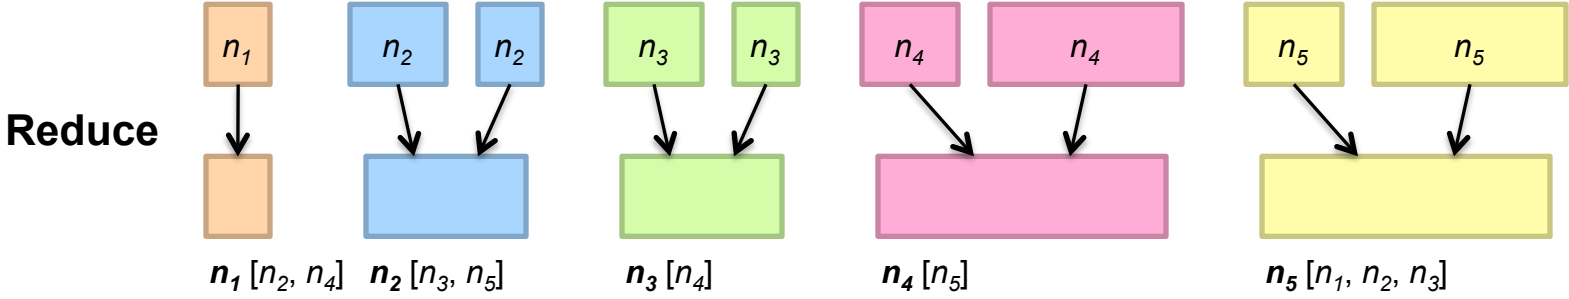 n1 n2 n2 n3 n3 n4 n4 n5 n5
Reduce
n1 [n2, n4] n2 [n3, n5] n3 [n4] n4 [n5] n5 [n1, n2, n3]